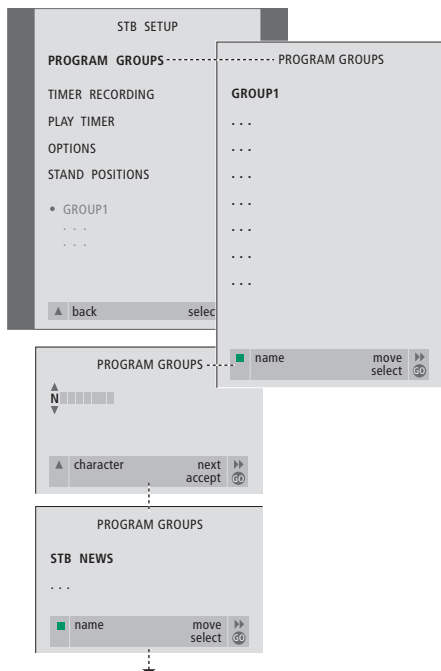 STB SETUP
PROGRAM GROUPS
TIMER RECORDING
PLAY TIMER
OPTIONS
STAND POSITIONS
• GROUP1
. . .
. . .
▲ back selec
PROGRAM GROUPS
GROUP1
. . .
. . .
. . .
. . .
. . .
. . .
. . .
name move
select GO
PROGRAM GROUPS
N
▲ character next
accept GO
PROGRAM GROUPS
STB NEWS
. . .
name move
select GO